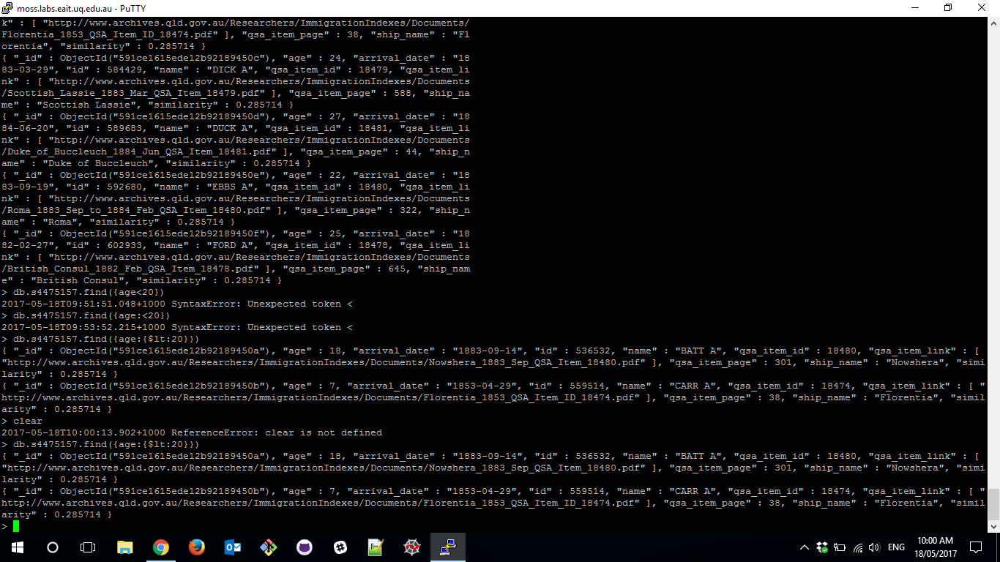 moss.labs.eait.uq.edu.au - PuTTY
k" : [ "http://www.archives.qld.gov.au/Researchers/ImmigrationIndexes/Documents/
Florentia_1853_QSA_Item_ID_18474.pdf" ], "qsa_item_page" : 38, "ship_name" : "Fl
orentia", "similarity" : 0.285714 }
{ "_id" : ObjectId("591ce1615ede12b92189450c"), "age" : 24, "arrival_date" : "18
83-03-29", "id" : 584429, "name" : "DICK A", "qsa_item_id" : 18479, "qsa_item_li
nk" : [ "http://www.archives.qld.gov.au/Researchers/ImmigrationIndexes/Documents
/Scottish_Lassie_1883_Mar_QSA_Item_18479.pdf" ], "qsa_item_page" : 588, "ship_na
me" : "Scottish Lassie", "similarity" : 0.285714 }
{ "_id" : ObjectId("591ce1615ede12b92189450d"), "age" : 27, "arrival_date" : "18
84-06-20", "id" : 589683, "name" : "DUCK A", "qsa_item_id" : 18481, "qsa_item_li
nk" : [ "http://www.archives.qld.gov.au/Researchers/ImmigrationIndexes/Documents
/Duke_of_Buccleuch_1884_Jun_QSA_Item_18481.pdf" ], "qsa_item_page" : 44, "ship_n
ame" : "Duke of Buccleuch", "similarity" : 0.285714 }
{ "_id" : ObjectId("591ce1615ede12b92189450e"), "age" : 22, "arrival_date" : "18
83-09-19", "id" : 592680, "name" : "EBBS A", "qsa_item_id" : 18480, "qsa_item_li
nk" : [ "http://www.archives.qld.gov.au/Researchers/ImmigrationIndexes/Documents
/Roma_1883_Sep_to_1884_Feb_QSA_Item_18480.pdf" ], "qsa_item_page" : 322, "ship_n
ame" : "Roma", "similarity" : 0.285714 }
{ "_id" : ObjectId("591ce1615ede12b92189450f"), "age" : 25, "arrival_date" : "18
82-02-27", "id" : 602933, "name" : "FORD A", "qsa_item_id" : 18478, "qsa_item_li
nk" : [ "http://www.archives.qld.gov.au/Researchers/ImmigrationIndexes/Documents
/British_Consul_1882_Feb_QSA_Item_18478.pdf" ], "qsa_item_page" : 645, "ship_nam
e" : "British Consul", "similarity" : 0.285714 }
> db.s4475157.find({age<20})
2017-05-18T09:51:51.048+1000 SyntaxError: Unexpected token <
> db.s4475157.find({age:<20})
2017-05-18T09:53:52.215+1000 SyntaxError: Unexpected token <
> db.s4475157.find({age:{$lt:20}})
{ "_id" : ObjectId("591ce1615ede12b92189450a"), "age" : 18, "arrival_date" : "1883-09-14", "id" : 536532, "name" : "BATT A", "qsa_item_id" : 18480, "qsa_item_link" : [
"http://www.archives.qld.gov.au/Researchers/ImmigrationIndexes/Documents/Nowshera_1883_Sep_QSA_Item_18480.pdf" ], "qsa_item_page" : 301, "ship_name" : "Nowshera", "simi
larity" : 0.285714 }
{ "_id" : ObjectId("591ce1615ede12b92189450b"), "age" : 7, "arrival_date" : "1853-04-29", "id" : 559514, "name" : "CARR A", "qsa_item_id" : 18474, "qsa_item_link" : [ "
http://www.archives.qld.gov.au/Researchers/ImmigrationIndexes/Documents/Florentia_1853_QSA_Item_ID_18474.pdf" ], "qsa_item_page" : 38, "ship_name" : "Florentia", "simil
arity" : 0.285714 }
> clear
2017-05-18T10:00:13.902+1000 ReferenceError: clear is not defined
> db.s4475157.find({age:{$lt:20}})
{ "_id" : ObjectId("591ce1615ede12b92189450a"), "age" : 18, "arrival_date" : "1883-09-14", "id" : 536532, "name" : "BATT A", "qsa_item_id" : 18480, "qsa_item_link" : [
"http://www.archives.qld.gov.au/Researchers/ImmigrationIndexes/Documents/Nowshera_1883_Sep_QSA_Item_18480.pdf" ], "qsa_item_page" : 301, "ship_name" : "Nowshera", "simi
larity" : 0.285714 }
{ "_id" : ObjectId("591ce1615ede12b92189450b"), "age" : 7, "arrival_date" : "1853-04-29", "id" : 559514, "name" : "CARR A", "qsa_item_id" : 18474, "qsa_item_link" : [ "
http://www.archives.qld.gov.au/Researchers/ImmigrationIndexes/Documents/Florentia_1853_QSA_Item_ID_18474.pdf" ], "qsa_item_page" : 38, "ship_name" : "Florentia", "simil
arity" : 0.285714 }
>
ENG
10:00 AM
18/05/2017